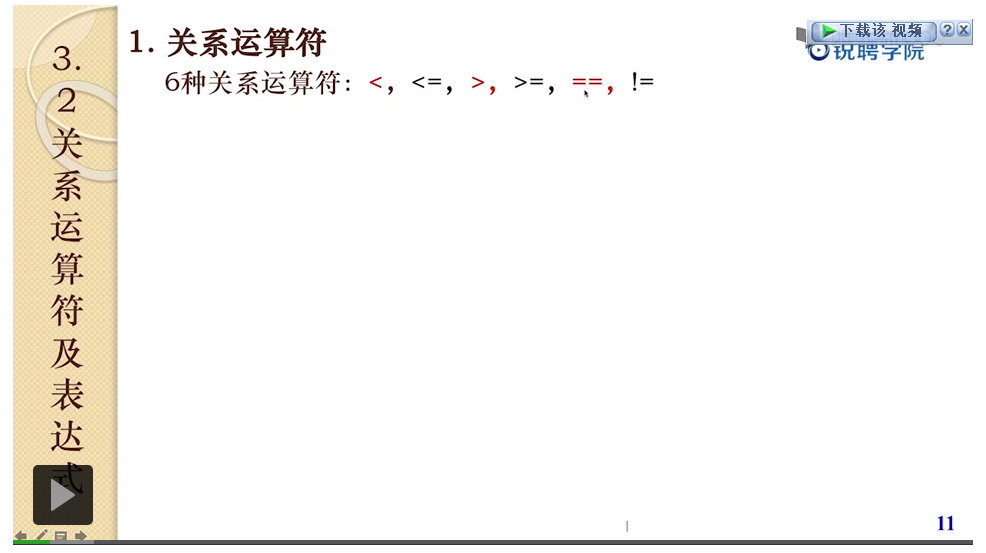 3.
2
关
系
运
算
符
及
表
达
式
1. 关系运算符
6种关系运算符：<，<=，>，>=，==，!=
下载该 视频 ? X
锐聘学院
11